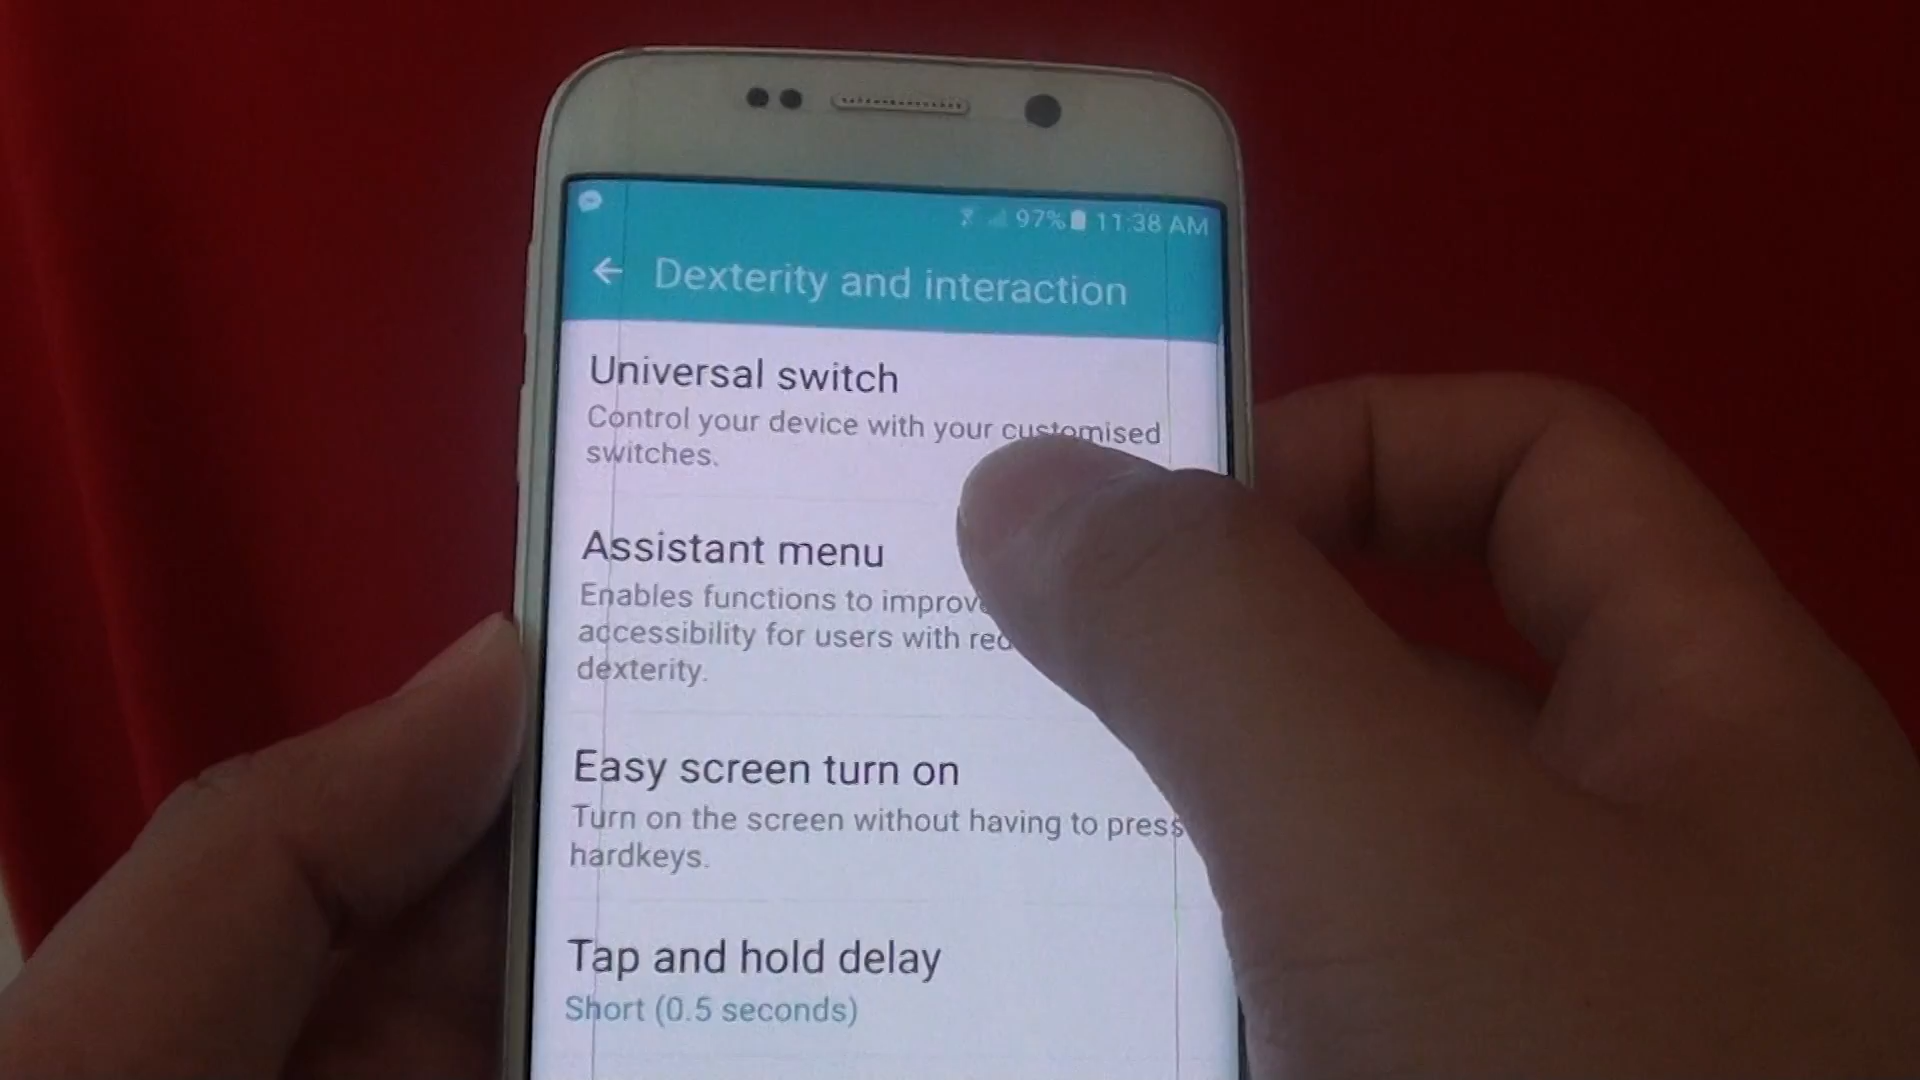 97% 11:38 AM
Dexterity and interaction
Universal switch
Control your device with your customised
switches.
Assistant menu
Enables functions to improve
accessibility for users with
dexterity.
Easy screen turn on
Turn on the screen without having to press
hardkeys.
Tap and hold delay
Short (0.5 seconds)